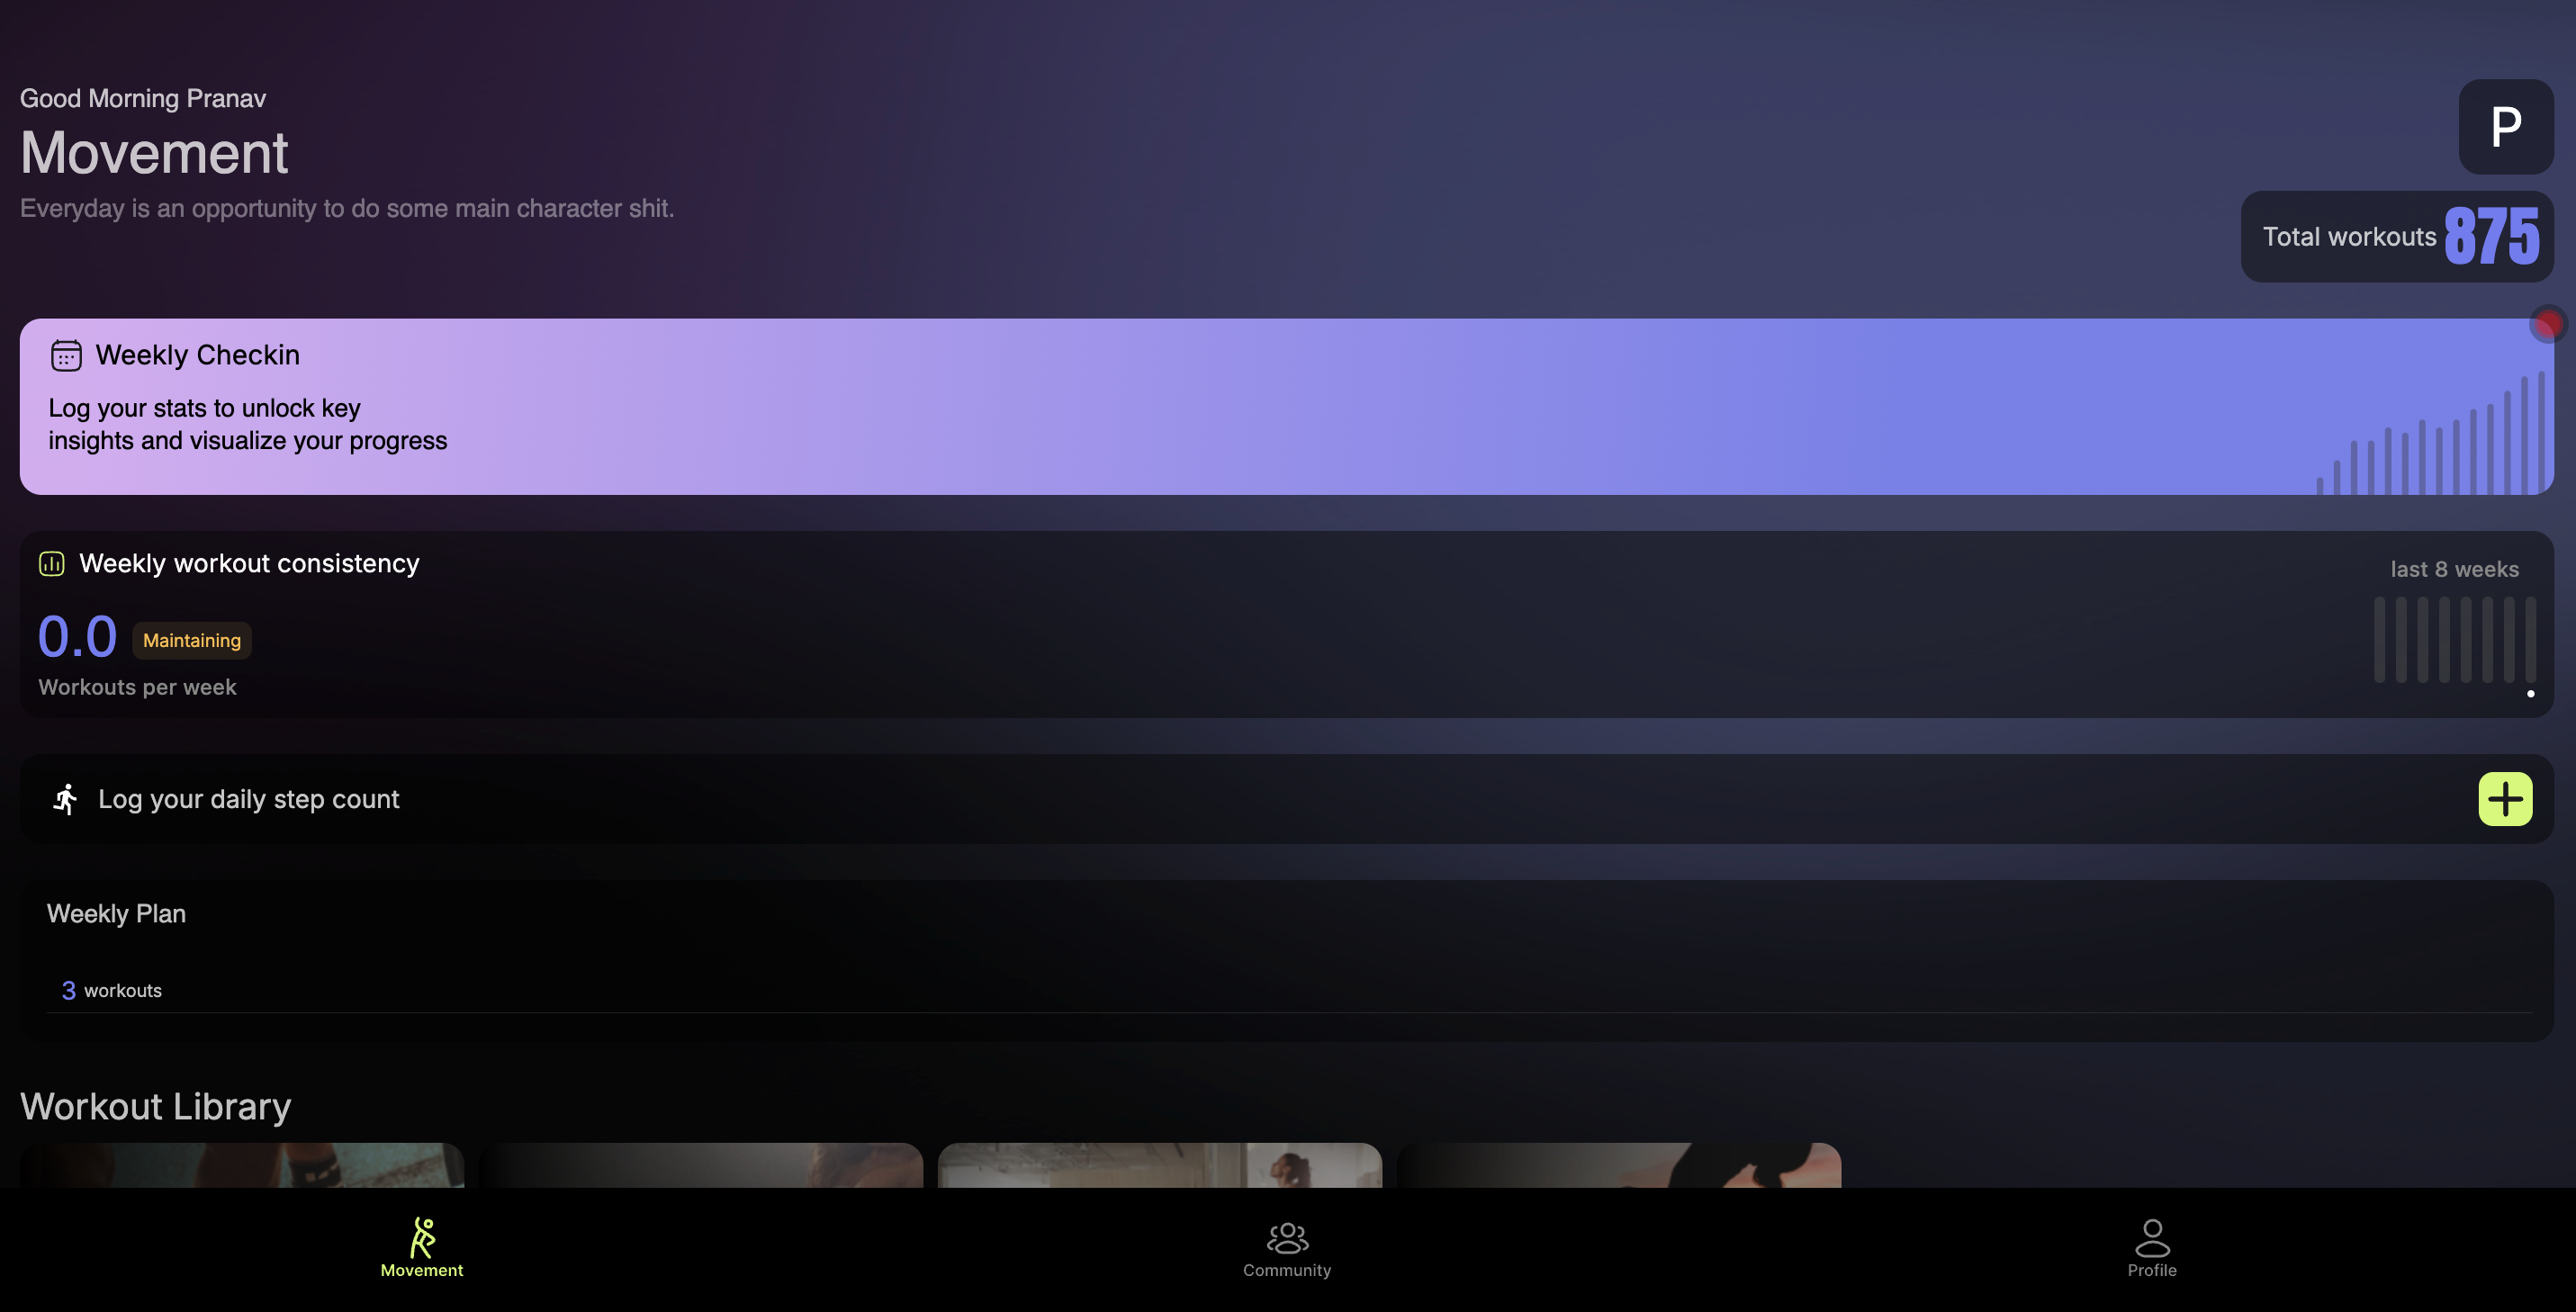 Good Morning Pranav
Movement
Everyday is an opportunity to do some main character shit.
P
Total workouts 875
Weekly Checkin
Log your stats to unlock key
insights and visualize your progress
Weekly workout consistency
last 8 weeks
0.0 Maintaining
Workouts per week
Log your daily step count
Weekly Plan
3 workouts
Workout Library
Movement
Community
Profile